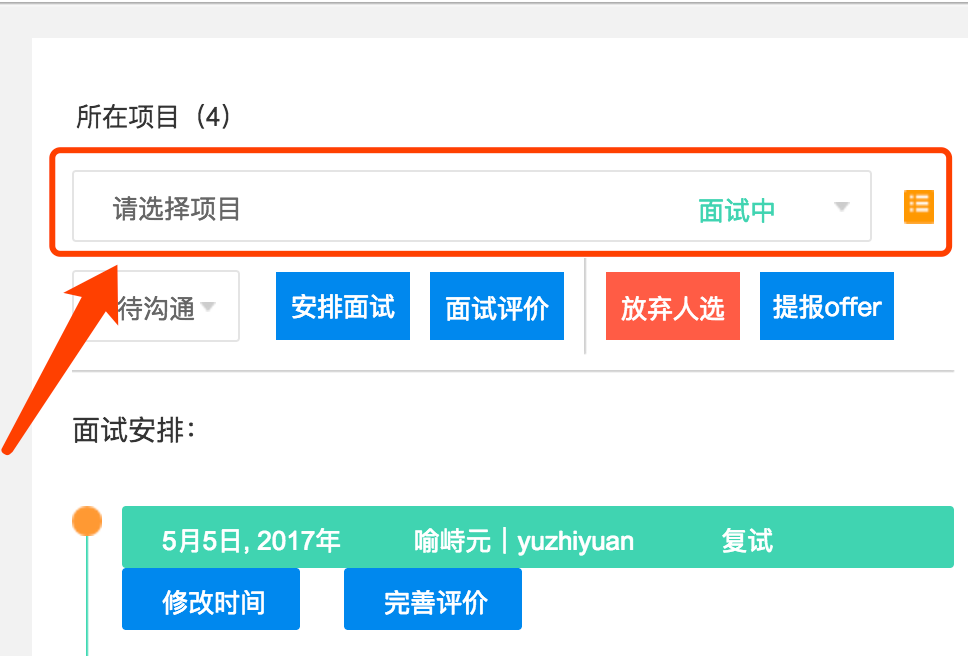 所在项目（4）
请选择项目 面试中
待沟通 安排面试 面试评价 放弃人选 提报offer
面试安排：
5月5日, 2017年 喻峙元｜yuzhiyuan 复试
修改时间 完善评价